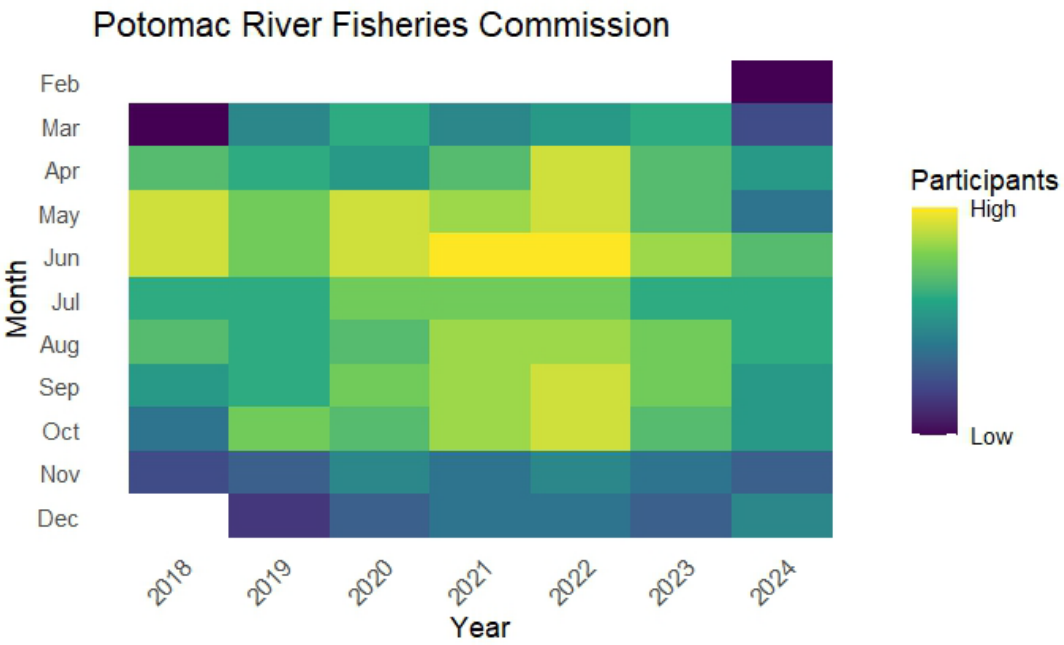 Potomac River Fisheries Commission
Feb
Mar
Apr
May
Jun
Jul
Aug
Sep
Oct
Nov
Dec
Month
2018
2019
2020
2021
2022
2023
2024
Year
Participants
High
Low